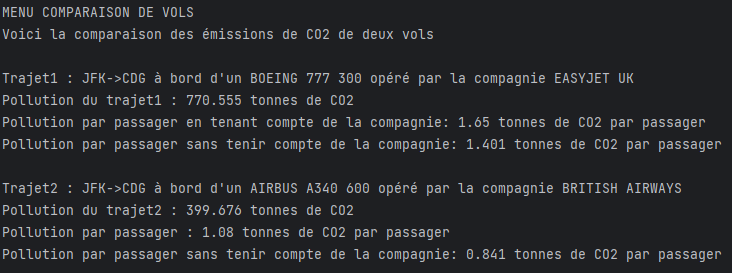 MENU COMPARAISON DE VOLS
Voici la comparaison des émissions de CO2 de deux vols
Trajet1 : JFK->CDG à bord d'un BOEING 777 300 opéré par la compagnie EASYJET UK
Pollution du trajet1 : 770.555 tonnes de CO2
Pollution par passager en tenant compte de la compagnie: 1.65 tonnes de CO2 par passager
Pollution par passager sans tenir compte de la compagnie: 1.401 tonnes de CO2 par passager
Trajet2 : JFK->CDG à bord d'un AIRBUS A340 600 opéré par la compagnie BRITISH AIRWAYS
Pollution du trajet2 : 399.676 tonnes de CO2
Pollution par passager : 1.08 tonnes de CO2 par passager
Pollution par passager sans tenir compte de la compagnie: 0.841 tonnes de CO2 par passager